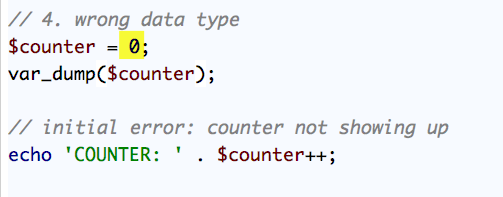 // 4. wrong data type
$counter = 0;
var_dump($counter);
// initial error: counter not showing up
echo 'COUNTER: ' . $counter++;